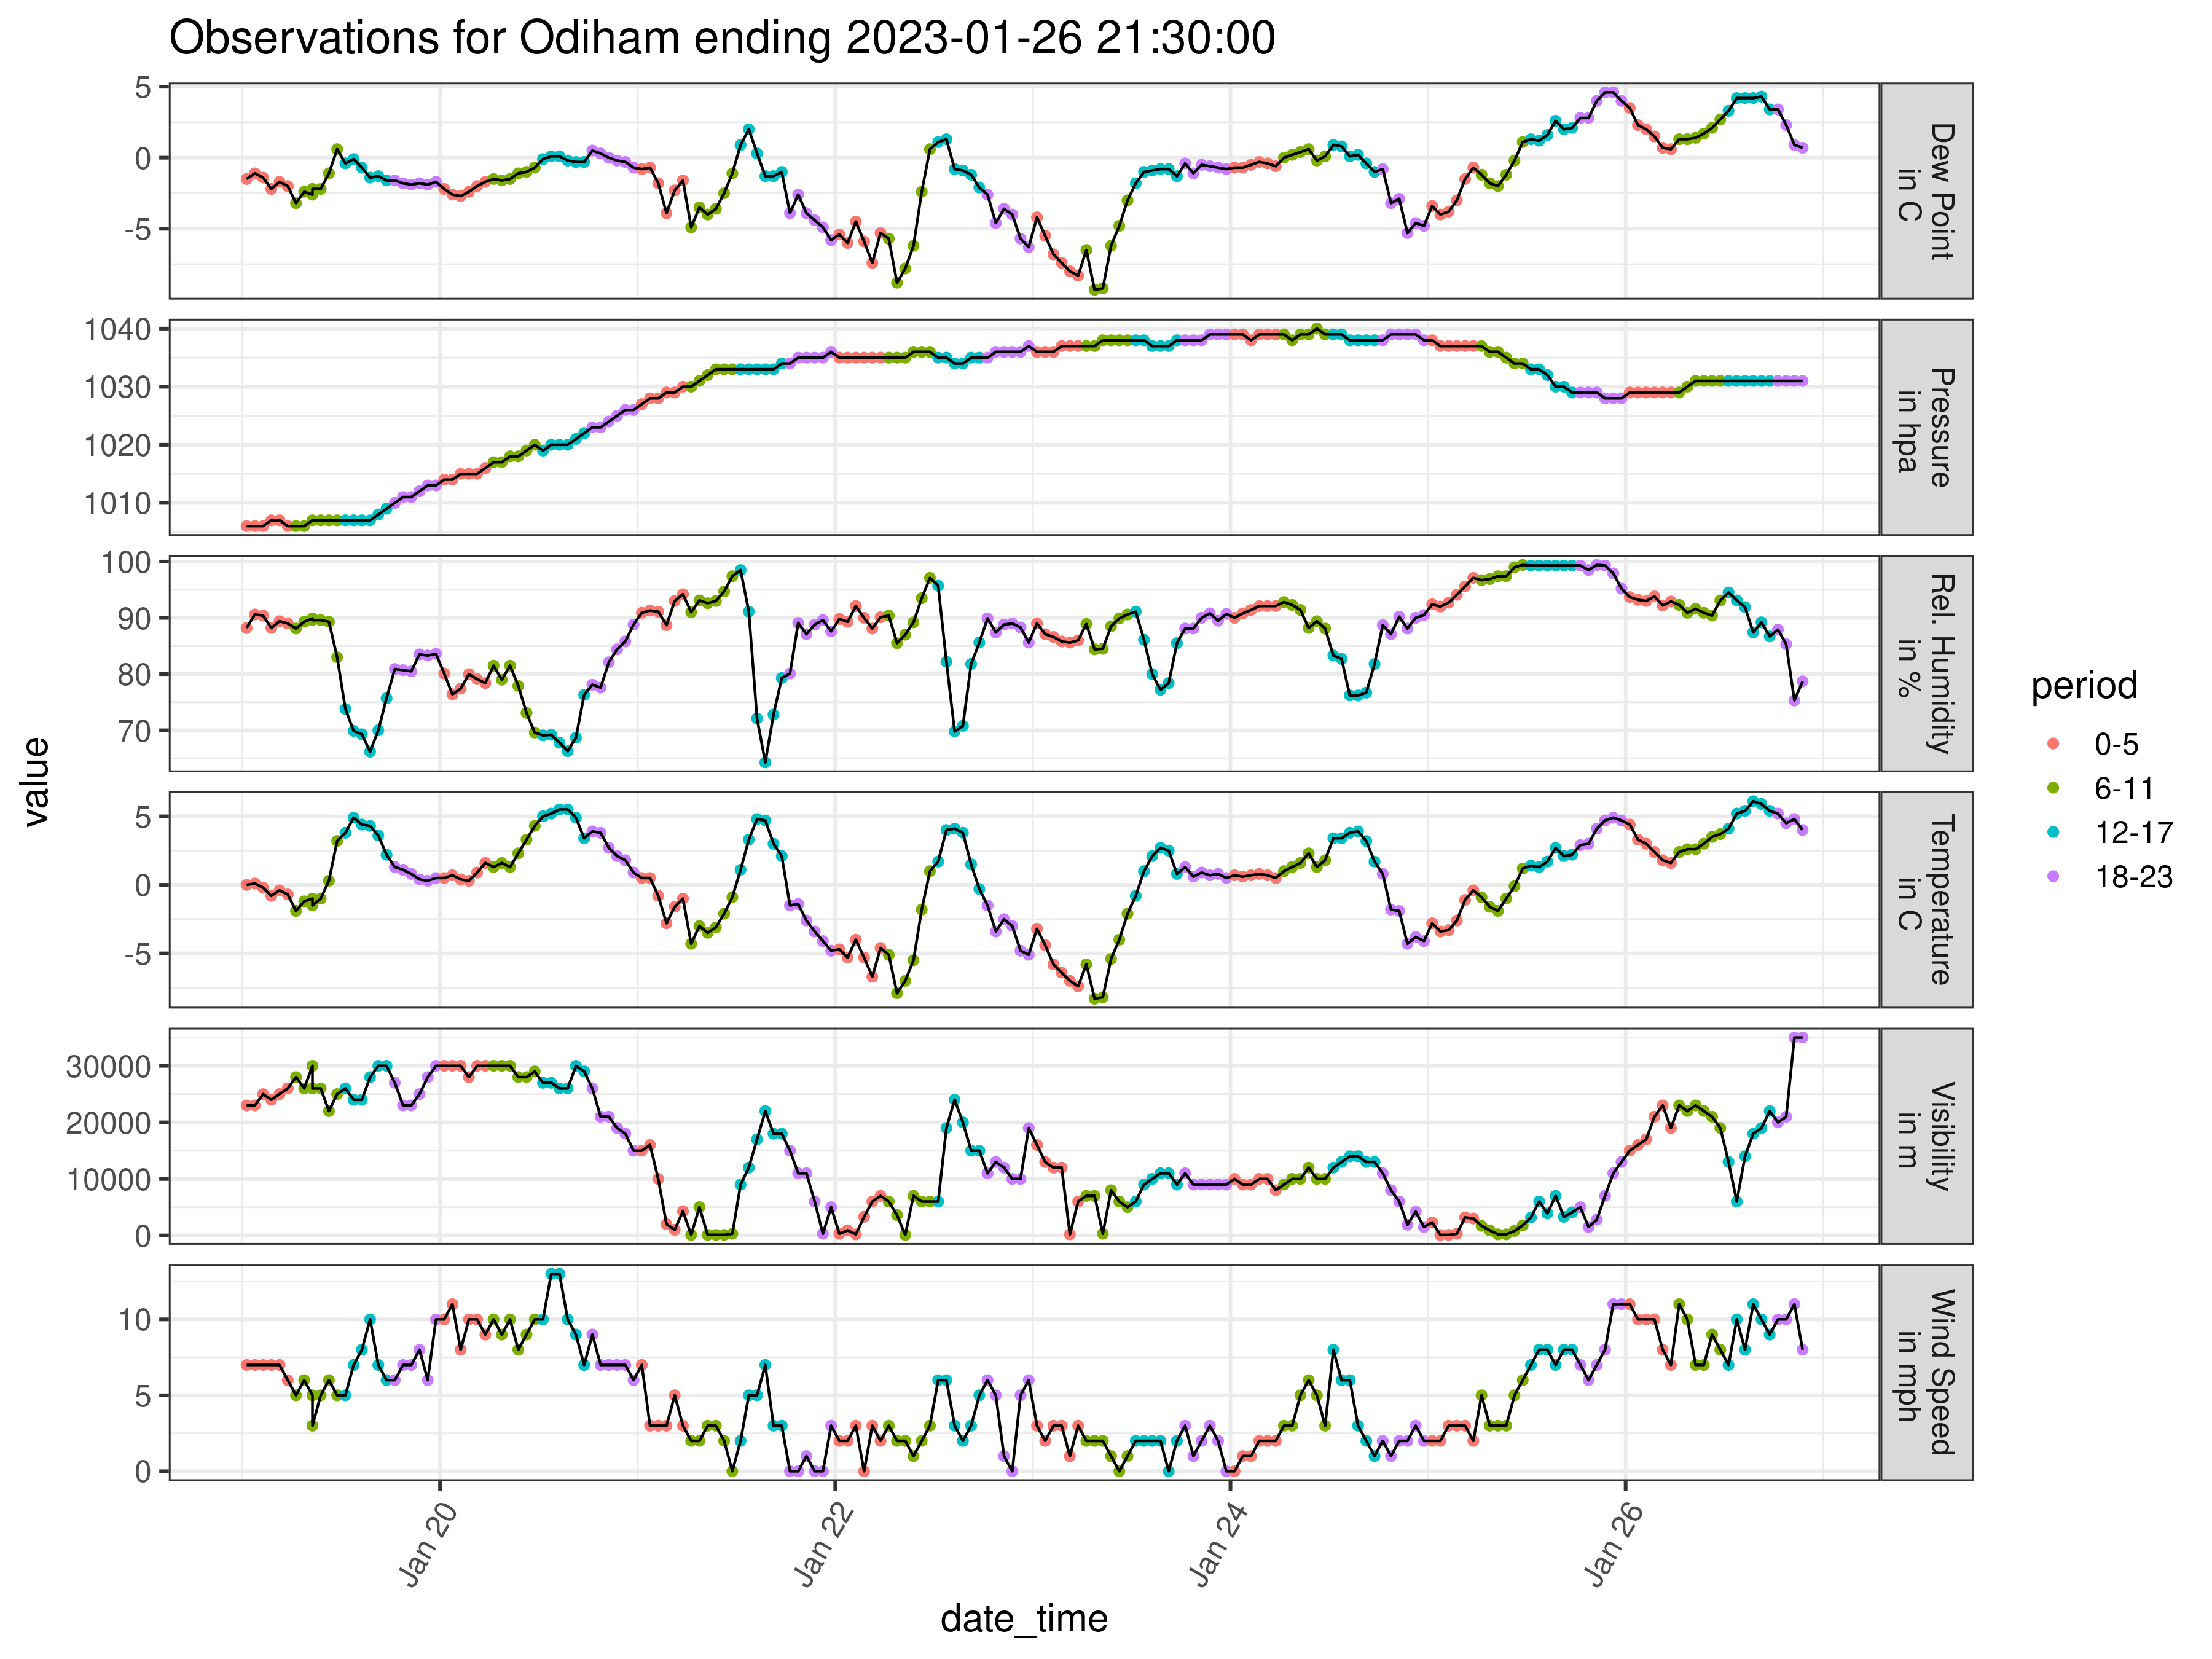 Observations for Odiham ending 2023-01-26 21:30:00
value
5
0
-5
Dew Point
in C
1040
1030
1020
1010
Pressure
in hpa
100
90
80
70
Rel. Humidity
in %
5
0
-5
Temperature
in C
30000
20000
10000
0
Visibility
in m
10
5
0
Wind Speed
in mph
Jan 20
Jan 22
Jan 24
Jan 26
date_time
period
0-5
6-11
12-17
18-23